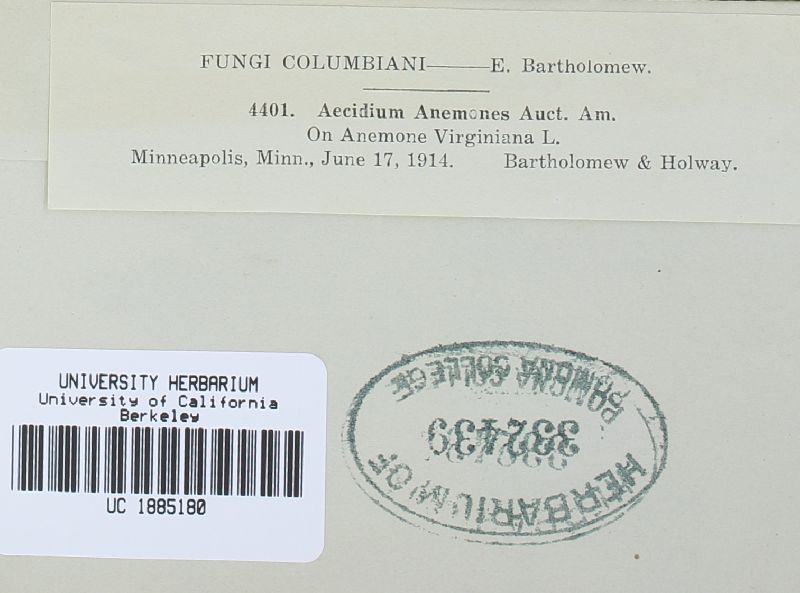 FUNGI COLUMBIANI——E. Bartholomew.
4401. Aecidium Anemones Auct. Am.
On Anemone Virginiana L.
Minneapolis, Minn., June 17, 1914. Bartholomew & Holway.
UNIVERSITY HERBARIUM
University of California
Berkeley
UC 1885180
HERBARIUM OF
332439
POMONA COLLEGE